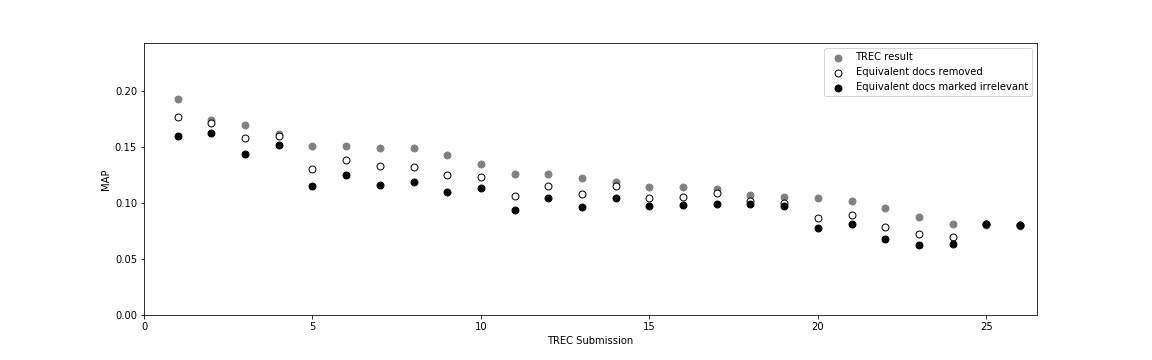 TREC result
Equivalent docs removed
Equivalent docs marked irrelevant
0.20
0.15
0.10
0.05
0.00
MAP
0 5 10 15 20 25
TREC Submission